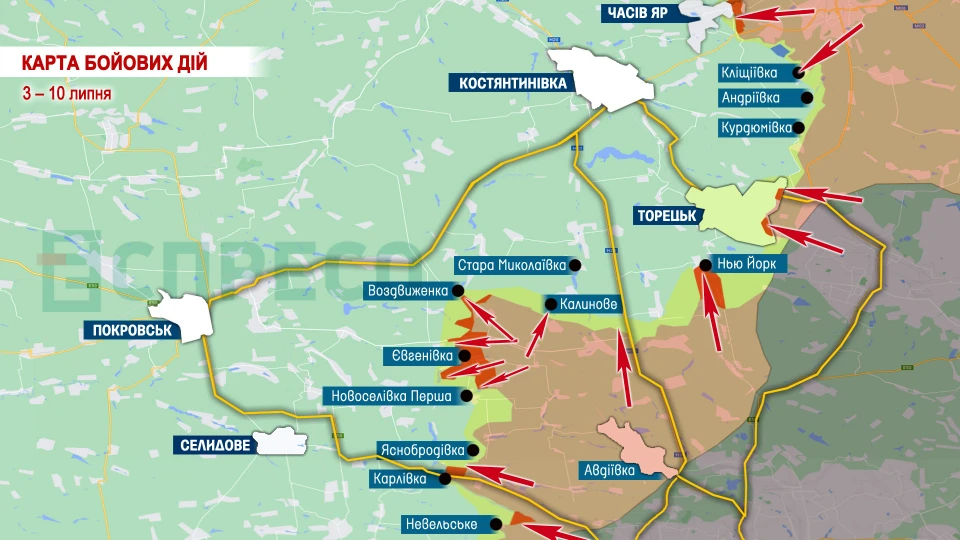 ЧАСІВ ЯР
КАРТА БОЙОВИХ ДІЙ
3 – 10 липня
КОСТЯНТИНІВКА
Кліщіївка
Андріївка
Курдюмівка
ТОРЕЦЬК
ЕСПРЕСО
Стара Миколаївка
Нью Йорк
Воздвиженка
Калинове
ПОКРОВСЬК
Євгенівка
Новоселівка Перша
СЕЛИДОВЕ
Яснобродівка
Авдіївка
Карлівка
Невельське